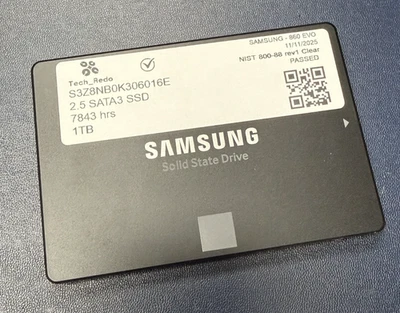 Tech_Redo
S3Z8NB0K306016E
2.5 SATA3 SSD
7843 hrs
1TB
SAMSUNG - 860 EVO
11/11/2025
NIST 800-88 rev1 Clear
PASSED
SAMSUNG
Solid State Drive